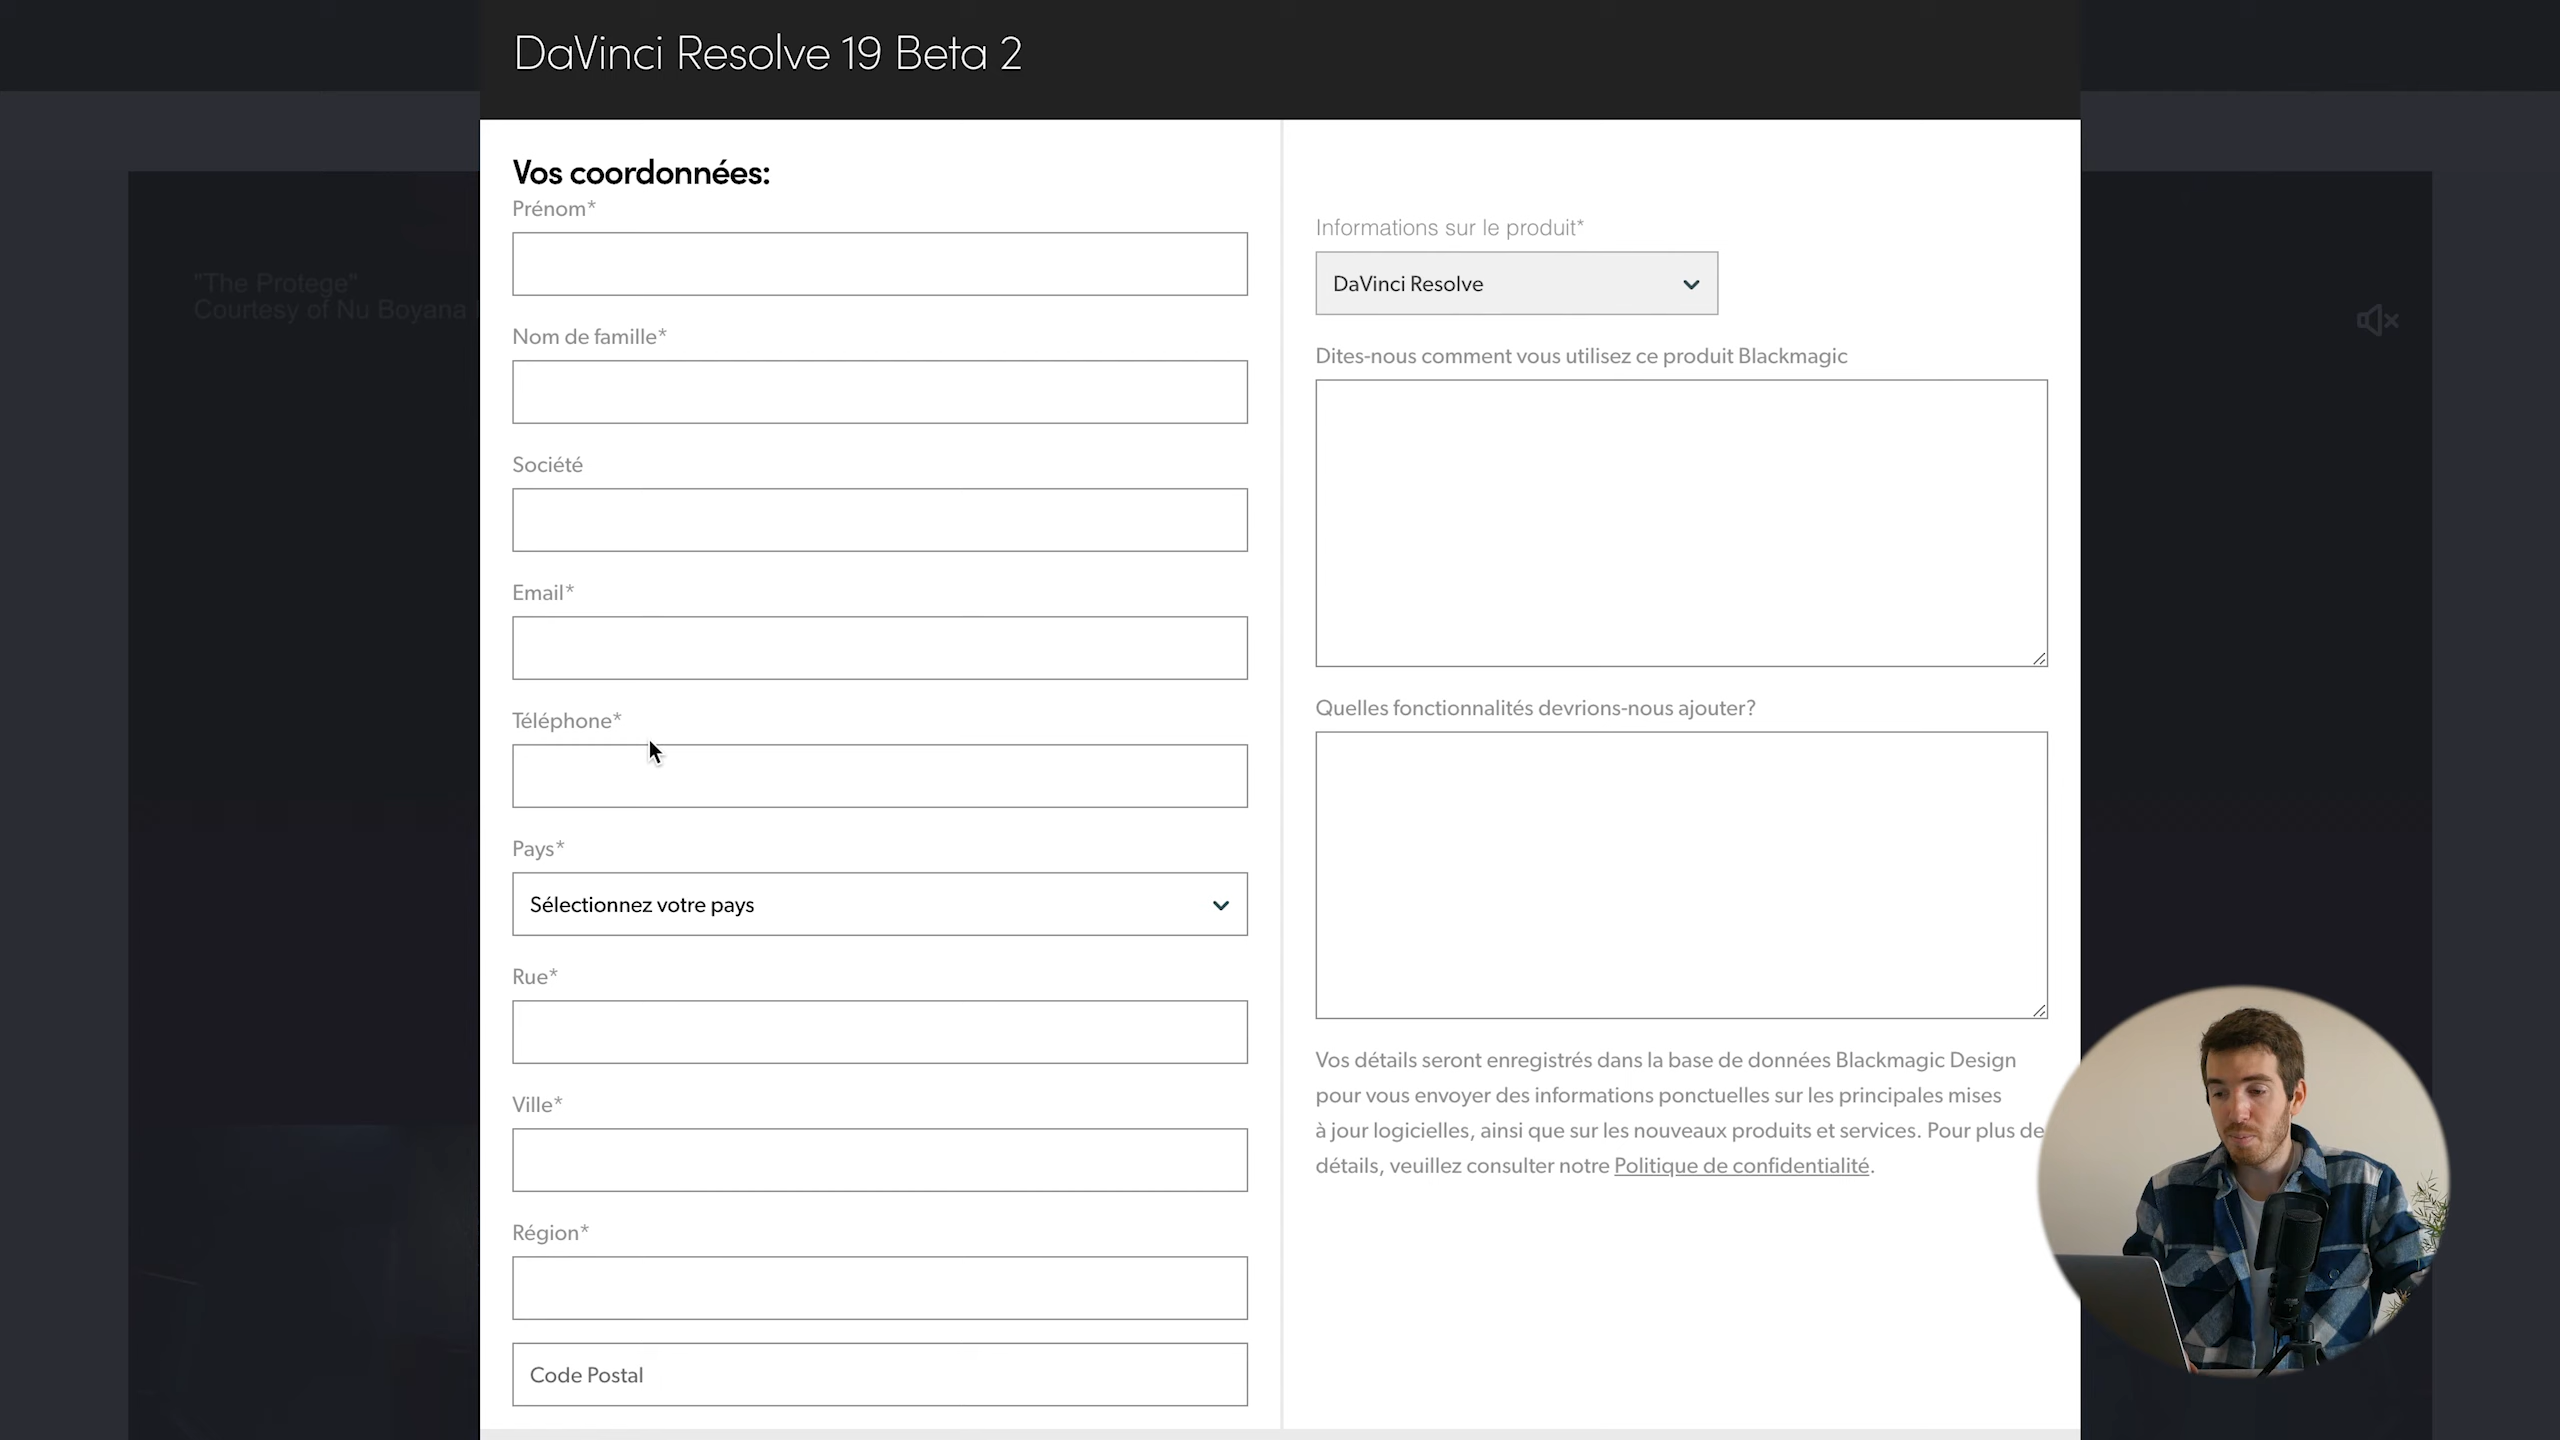 DaVinci Resolve 19 Beta 2
"The Protege"
Courtesy of Nu Boyana
Vos coordonnées:
Prénom*
Nom de famille*
Société
Email*
Téléphone*
Pays*
Sélectionnez votre pays
Rue*
Ville*
Région*
Code Postal
Informations sur le produit*
DaVinci Resolve
Dites-nous comment vous utilisez ce produit Blackmagic
Quelles fonctionnalités devrions-nous ajouter?
Vos détails seront enregistrés dans la base de données Blackmagic Design
pour vous envoyer des informations ponctuelles sur les principales mises
à jour logicielles, ainsi que sur les nouveaux produits et services. Pour plus de
détails, veuillez consulter notre Politique de confidentialité.